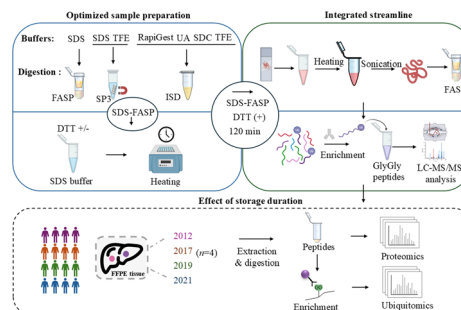 Optimized sample preparation
Buffers: SDS SDS TFE RapiGest UA SDC TFE
Digestion :
FASP SP3 ISD
SDS-FASP
DTT +/-
SDS buffer Heating
SDS-FASP
DTT (+)
120 min
Integrated streamline
Heating Sonication
FAS
Enrichment GlyGly
peptides
LC-MS/MS
analysis
Effect of storage duration
FFPE tissue
2012
2017
2019
2021
(n=4)
Extraction
& digestion
Peptides
Enrichment
Proteomics
Ubiquitomics